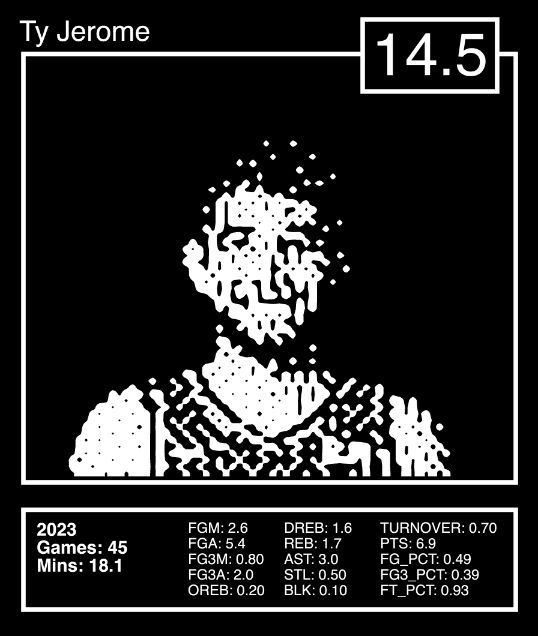 Ty Jerome
14.5
2023
Games: 45
Mins: 18.1
FGM: 2.6
FGA: 5.4
FG3M: 0.80
FG3A: 2.0
OREB: 0.20
DREB: 1.6
REB: 1.7
AST: 3.0
STL: 0.50
BLK: 0.10
TURNOVER: 0.70
PTS: 6.9
FG_PCT: 0.49
FG3_PCT: 0.39
FT_PCT: 0.93